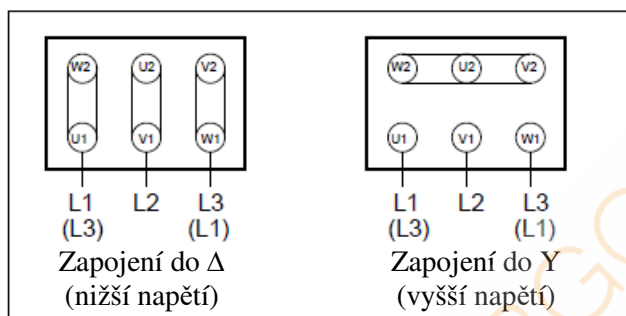 W2 U2 V2 W2 U2 V2
U1 V1 W1 U1 V1 W1
L1 L2 L3 L1 L2 L3
(L3) (L1) (L3) (L1)
Zapojení do Δ Zapojení do Y
(nižší napětí) (vyšší napětí)